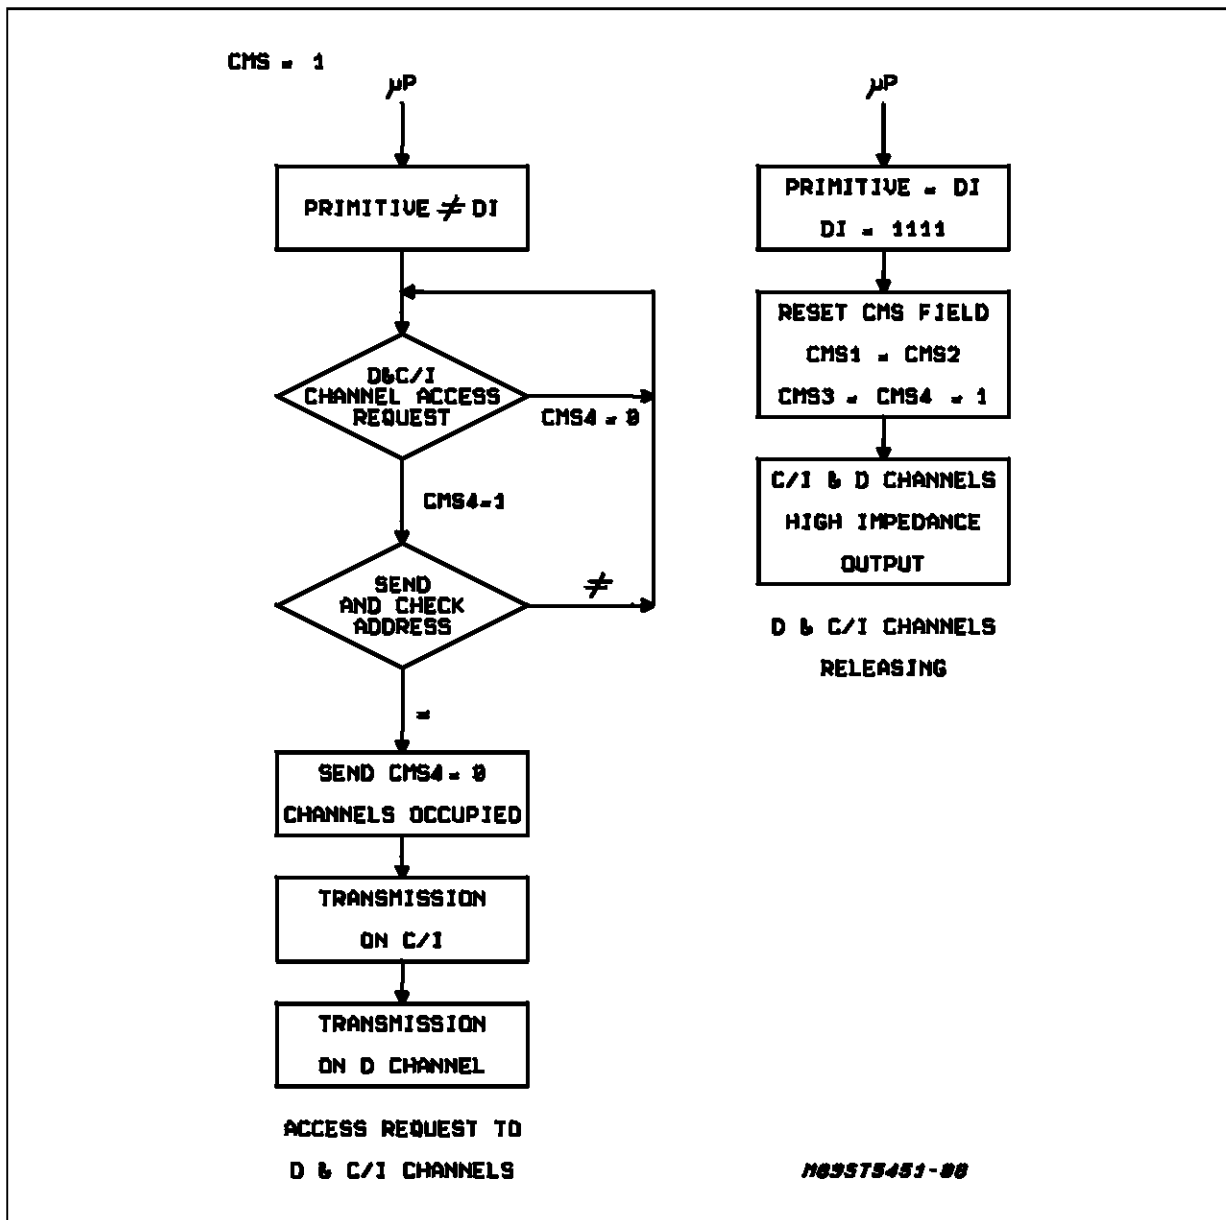 CMS = 1
µP
PRIMITIVE ≠ DI
D&C/I
CHANNEL ACCESS
REQUEST
CMS4 = 0
CMS4=1
SEND
AND CHECK
ADDRESS
≠
=
SEND CMS4 = 0
CHANNELS OCCUPIED
TRANSMISSION
ON C/I
TRANSMISSION
ON D CHANNEL
ACCESS REQUEST TO
D & C/I CHANNELS
µP
PRIMITIVE = DI
DI = 1111
RESET CMS FIELD
CMS1 = CMS2
CMS3 = CMS4 = 1
C/I & D CHANNELS
HIGH IMPEDANCE
OUTPUT
D & C/I CHANNELS
RELEASING